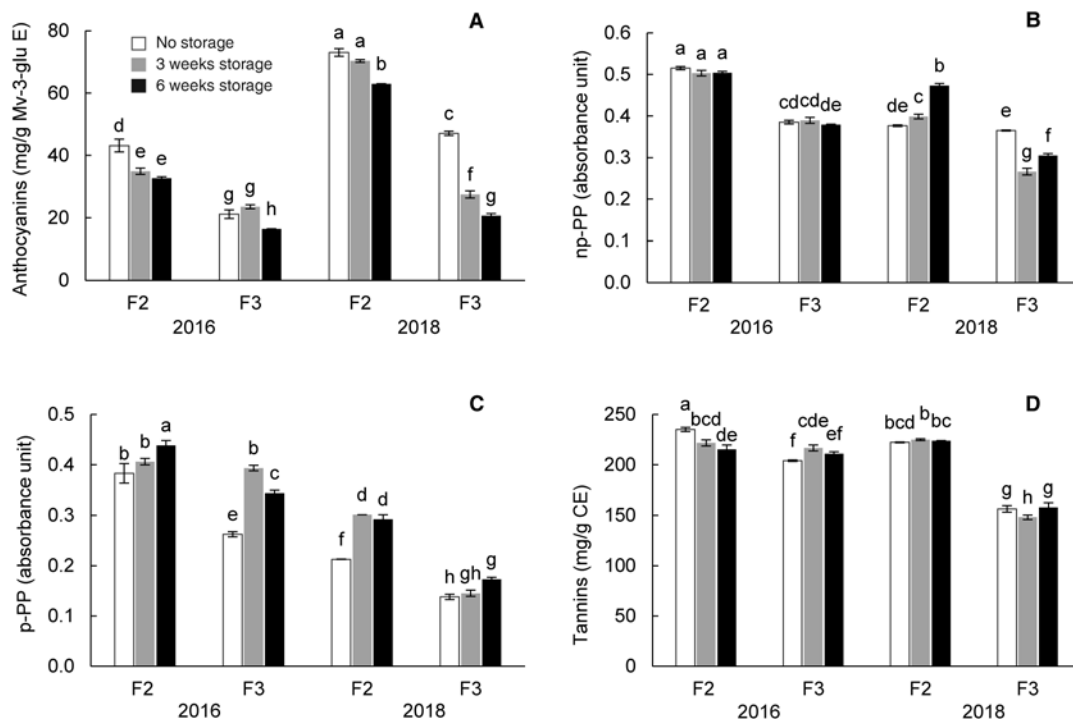 A
Anthocyanins (mg/g Mv-3-glu E)
80
60
40
20
0
No storage
3 weeks storage
6 weeks storage
d
e
e
g
g
h
a
a
b
c
f
g
F2
F3
F2
F3
2016
2018
B
np-PP (absorbance unit)
0.6
0.5
0.4
0.3
0.2
0.1
0.0
a
a
a
cd
cd
de
de
c
b
e
g
f
F2
F3
F2
F3
2016
2018
C
p-PP (absorbance unit)
0.5
0.4
0.3
0.2
0.1
0.0
b
b
a
e
b
c
f
d
d
h
gh
g
F2
F3
F2
F3
2016
2018
D
Tannins (mg/g CE)
250
200
150
100
50
0
a
bcd
de
f
cde
ef
bcd
b
bc
g
h
g
F2
F3
F2
F3
2016
2018